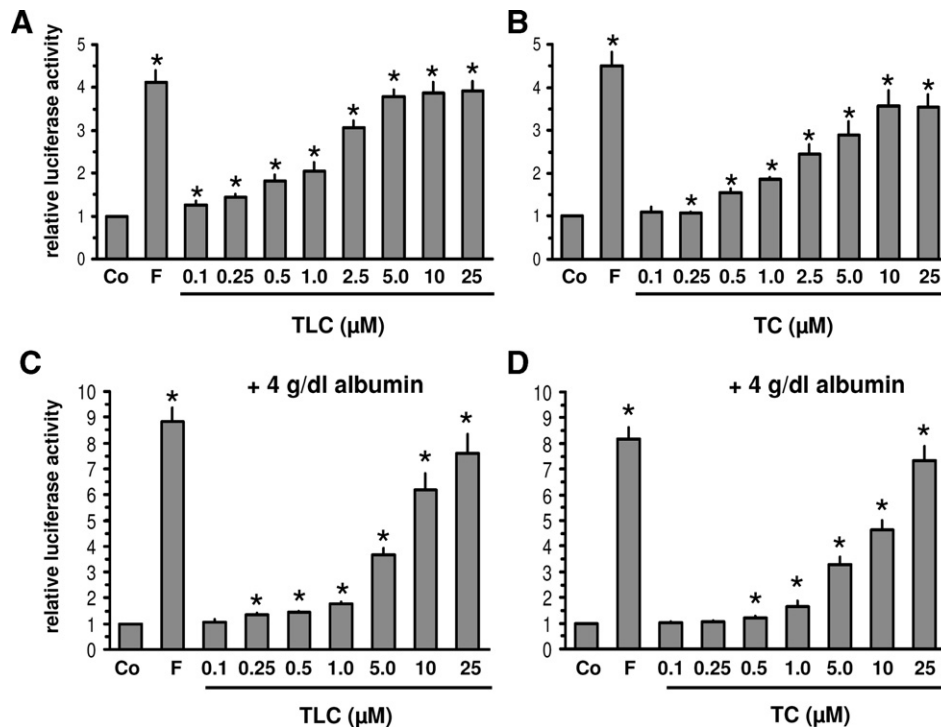 A
relative luciferase activity
5
4
3
2
1
0
* * * * * * * * *
Co F 0.1 0.25 0.5 1.0 2.5 5.0 10 25
TLC (µM)
B
5
4
3
2
1
0
* * * * * * * *
Co F 0.1 0.25 0.5 1.0 2.5 5.0 10 25
TC (µM)
C
+ 4 g/dl albumin
relative luciferase activity
10
9
8
7
6
5
4
3
2
1
0
* * * * * * *
Co F 0.1 0.25 0.5 1.0 5.0 10 25
TLC (µM)
D
+ 4 g/dl albumin
10
9
8
7
6
5
4
3
2
1
0
* * * * * *
Co F 0.1 0.25 0.5 1.0 5.0 10 25
TC (µM)